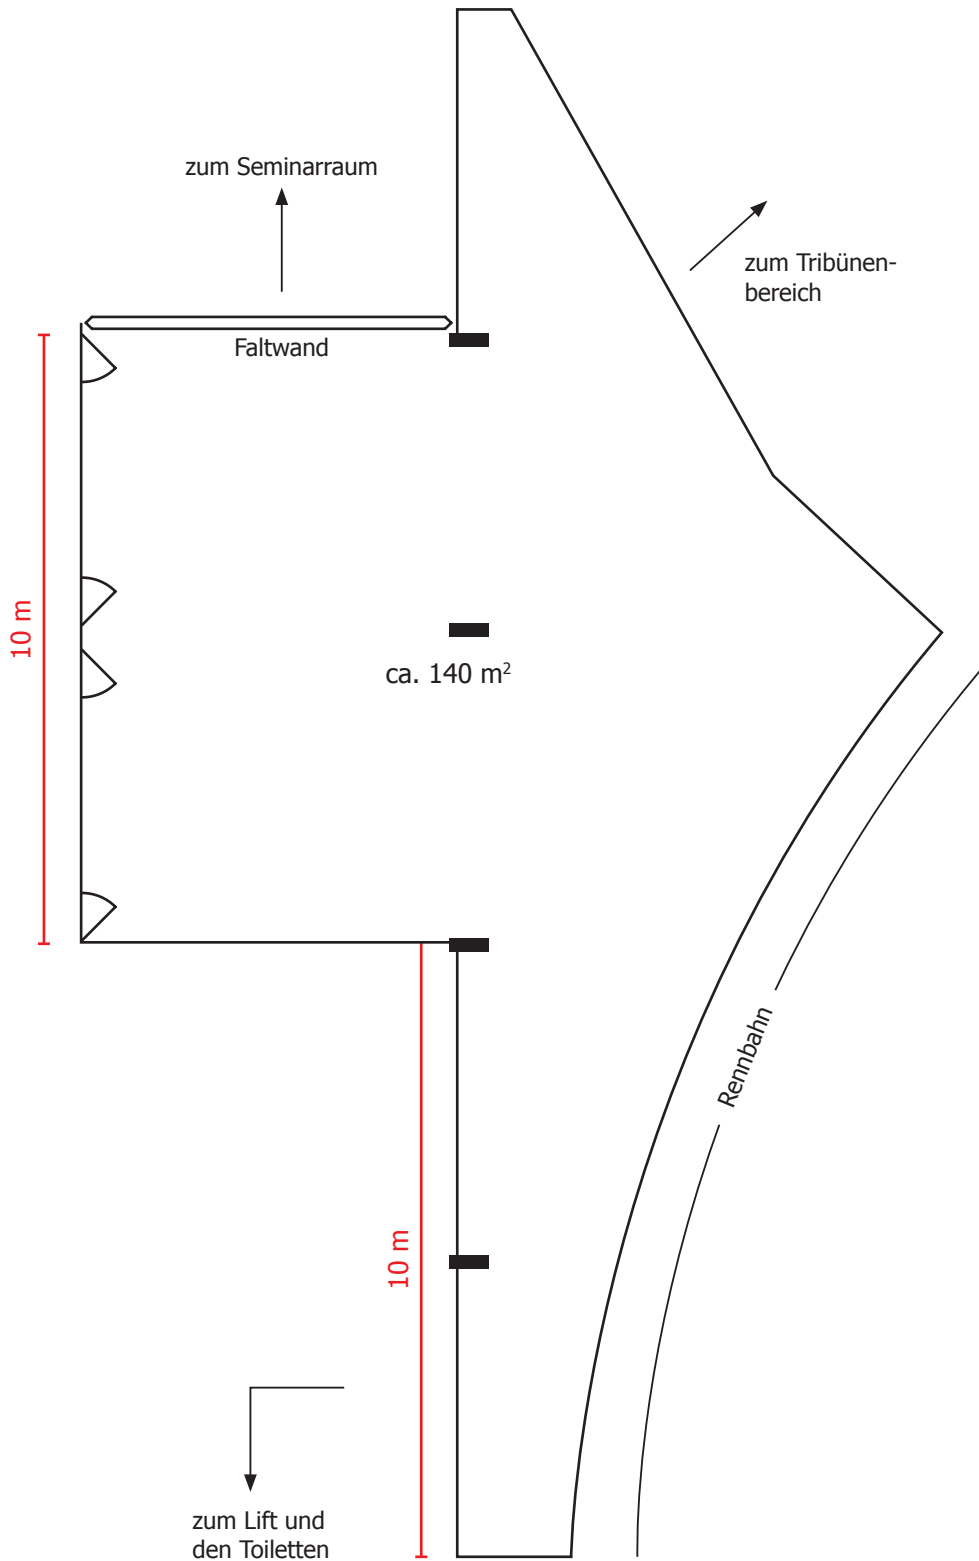 zum Seminarraum
zum Tribünen-
bereich
Faltwand
10 m
ca. 140 m²
Rennbahn
10 m
zum Lift und
den Toiletten